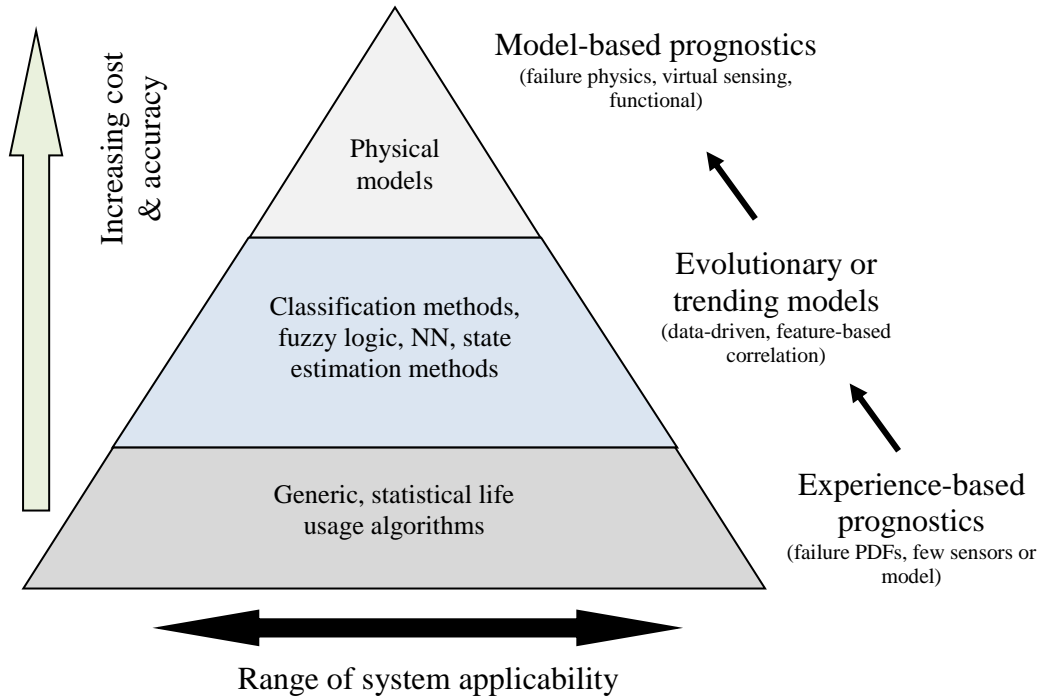 Model-based prognostics
(failure physics, virtual sensing,
functional)
Increasing cost
& accuracy
Physical
models
Evolutionary or
trending models
(data-driven, feature-based
correlation)
Classification methods,
fuzzy logic, NN, state
estimation methods
Experience-based
prognostics
(failure PDFs, few sensors or
model)
Generic, statistical life
usage algorithms
Range of system applicability